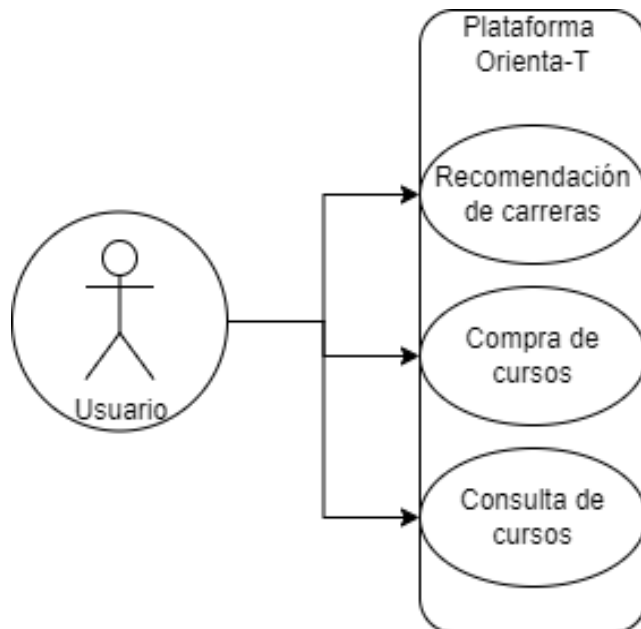 Plataforma
Orienta-T
Recomendación
de carreras
Compra de
cursos
Usuario
Consulta de
cursos